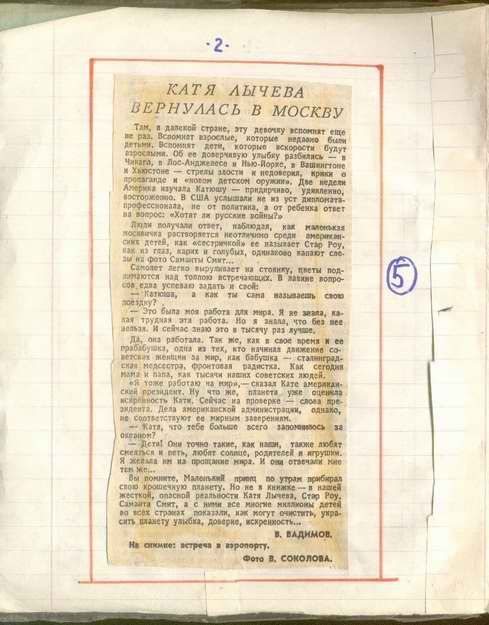 - 2 -
КАТЯ ЛЫЧЕВА
ВЕРНУЛАСЬ В МОСКВУ
Там, в далекой стране, эту девочку вспомнят еще
не раз. Вспомнят взрослые, которые недавно были
детьми. Вспомнят дети, которые вскорости будут
взрослыми. Об ее доверчивую улыбку разбились — в
Чикаго, в Лос-Анджелесе и Нью-Йорке, в Вашингтоне
и Хьюстоне — стрелы злости и недоверия, крики о
пропаганде и «новом детском оружии». Две недели
Америка изучала Катюшу — придирчиво, удивленно,
восторженно. В США услышали не из уст дипломата-
профессионала, не от политика, а от ребенка ответ
на вопрос: «Хотят ли русские войны?»
Люди получали ответ, наблюдая, как маленькая
москвичка растворяется неотлично среди американ-
ских детей, как «сестричкой» ее называет Стар Роу,
как из глаз, карих и голубых, одинаково капают сле-
зы на фото Саманты Смит...
Самолет легко выруливает на стоянку, цветы под-
нимаются над толпою встречающих. В лавине вопро-
сов едва успеваю задать и свой:
— Катюша, а как ты сама называешь свою
поездку?
— Это была моя работа для мира. Я не знала, ка-
кая трудная эта работа. Но я знала, что без нее
нельзя. И сейчас знаю это в тысячу раз лучше.
Да, она работала. Так же, как в свое время и ее
прабабушка, одна из тех, кто начинал движение со-
ветских женщин за мир, как бабушка — сталинград-
ская медсестра, фронтовая радистка. Как сегодня
мама и папа, как тысячи наших советских людей.
«Я тоже работаю на мир», — сказал Кате американ-
ский президент. Ну что же, планета уже оценила
искренность Кати. Сейчас на проверке — слова пре-
зидента. Дела американской администрации, однако,
не соответствуют ее мирным заверениям.
— Катя, что тебе больше всего запомнилось за
океаном?
— Дети! Они точно такие, как наши, также любят
смеяться и петь, любят солнце, родителей и игрушки.
Я желала им на прощание мира. И они отвечали мне
тем же...
Вы помните, Маленький принц по утрам прибирал
свою крошечную планету. Но не в книжке — в нашей
жесткой, опасной реальности Катя Лычева, Стар Роу,
Саманта Смит, а с ними все многие миллионы детей
во всех странах показали, как могут очистить, укра-
сить планету улыбка, доверие, искренность...
В. ВАДИМОВ.
На снимке: встреча в аэропорту.
Фото В. СОКОЛОВА.
5